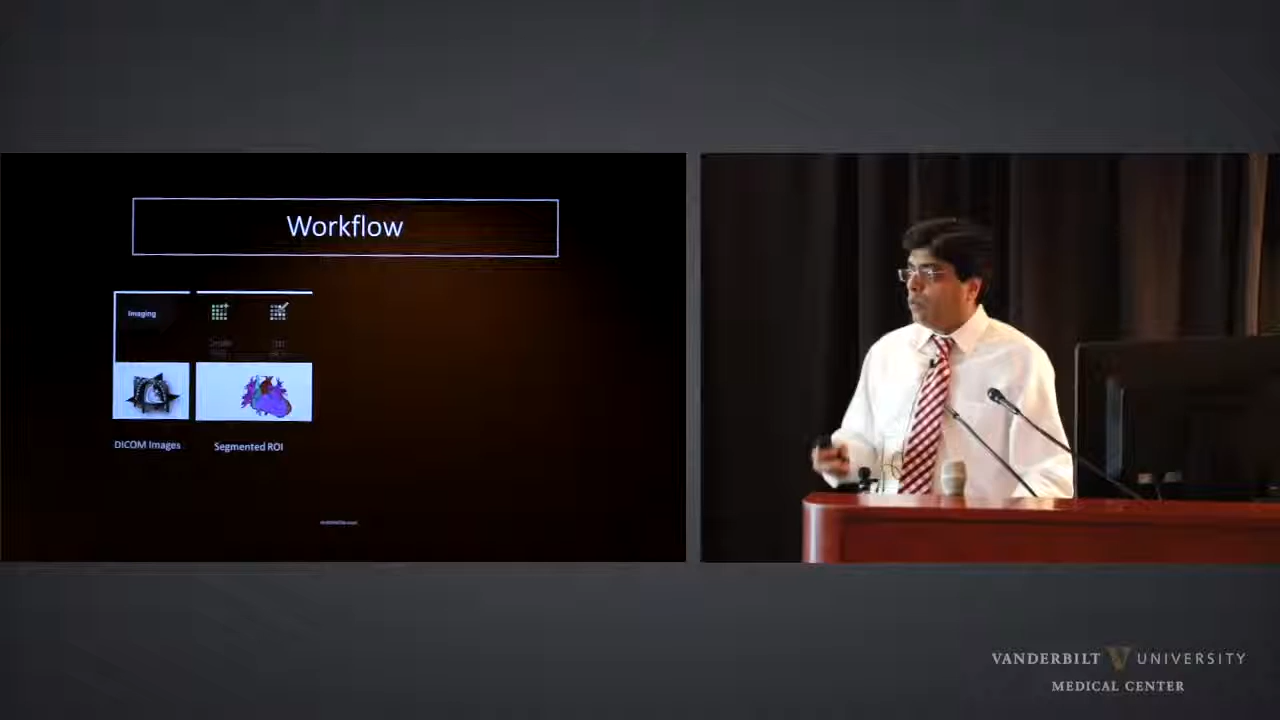 Workflow
Imaging
DICOM Images
Segmented ROI
VANDERBILT UNIVERSITY
MEDICAL CENTER